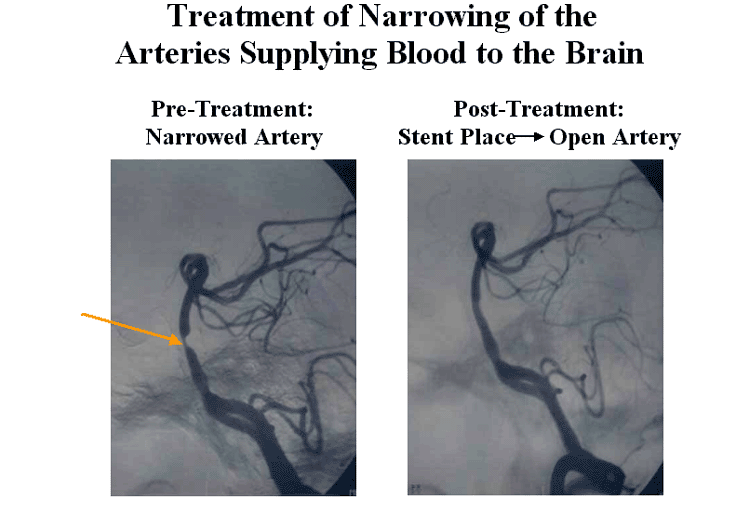 Treatment of Narrowing of the
Arteries Supplying Blood to the Brain
Pre-Treatment:
Narrowed Artery
Post-Treatment:
Stent Place→ Open Artery